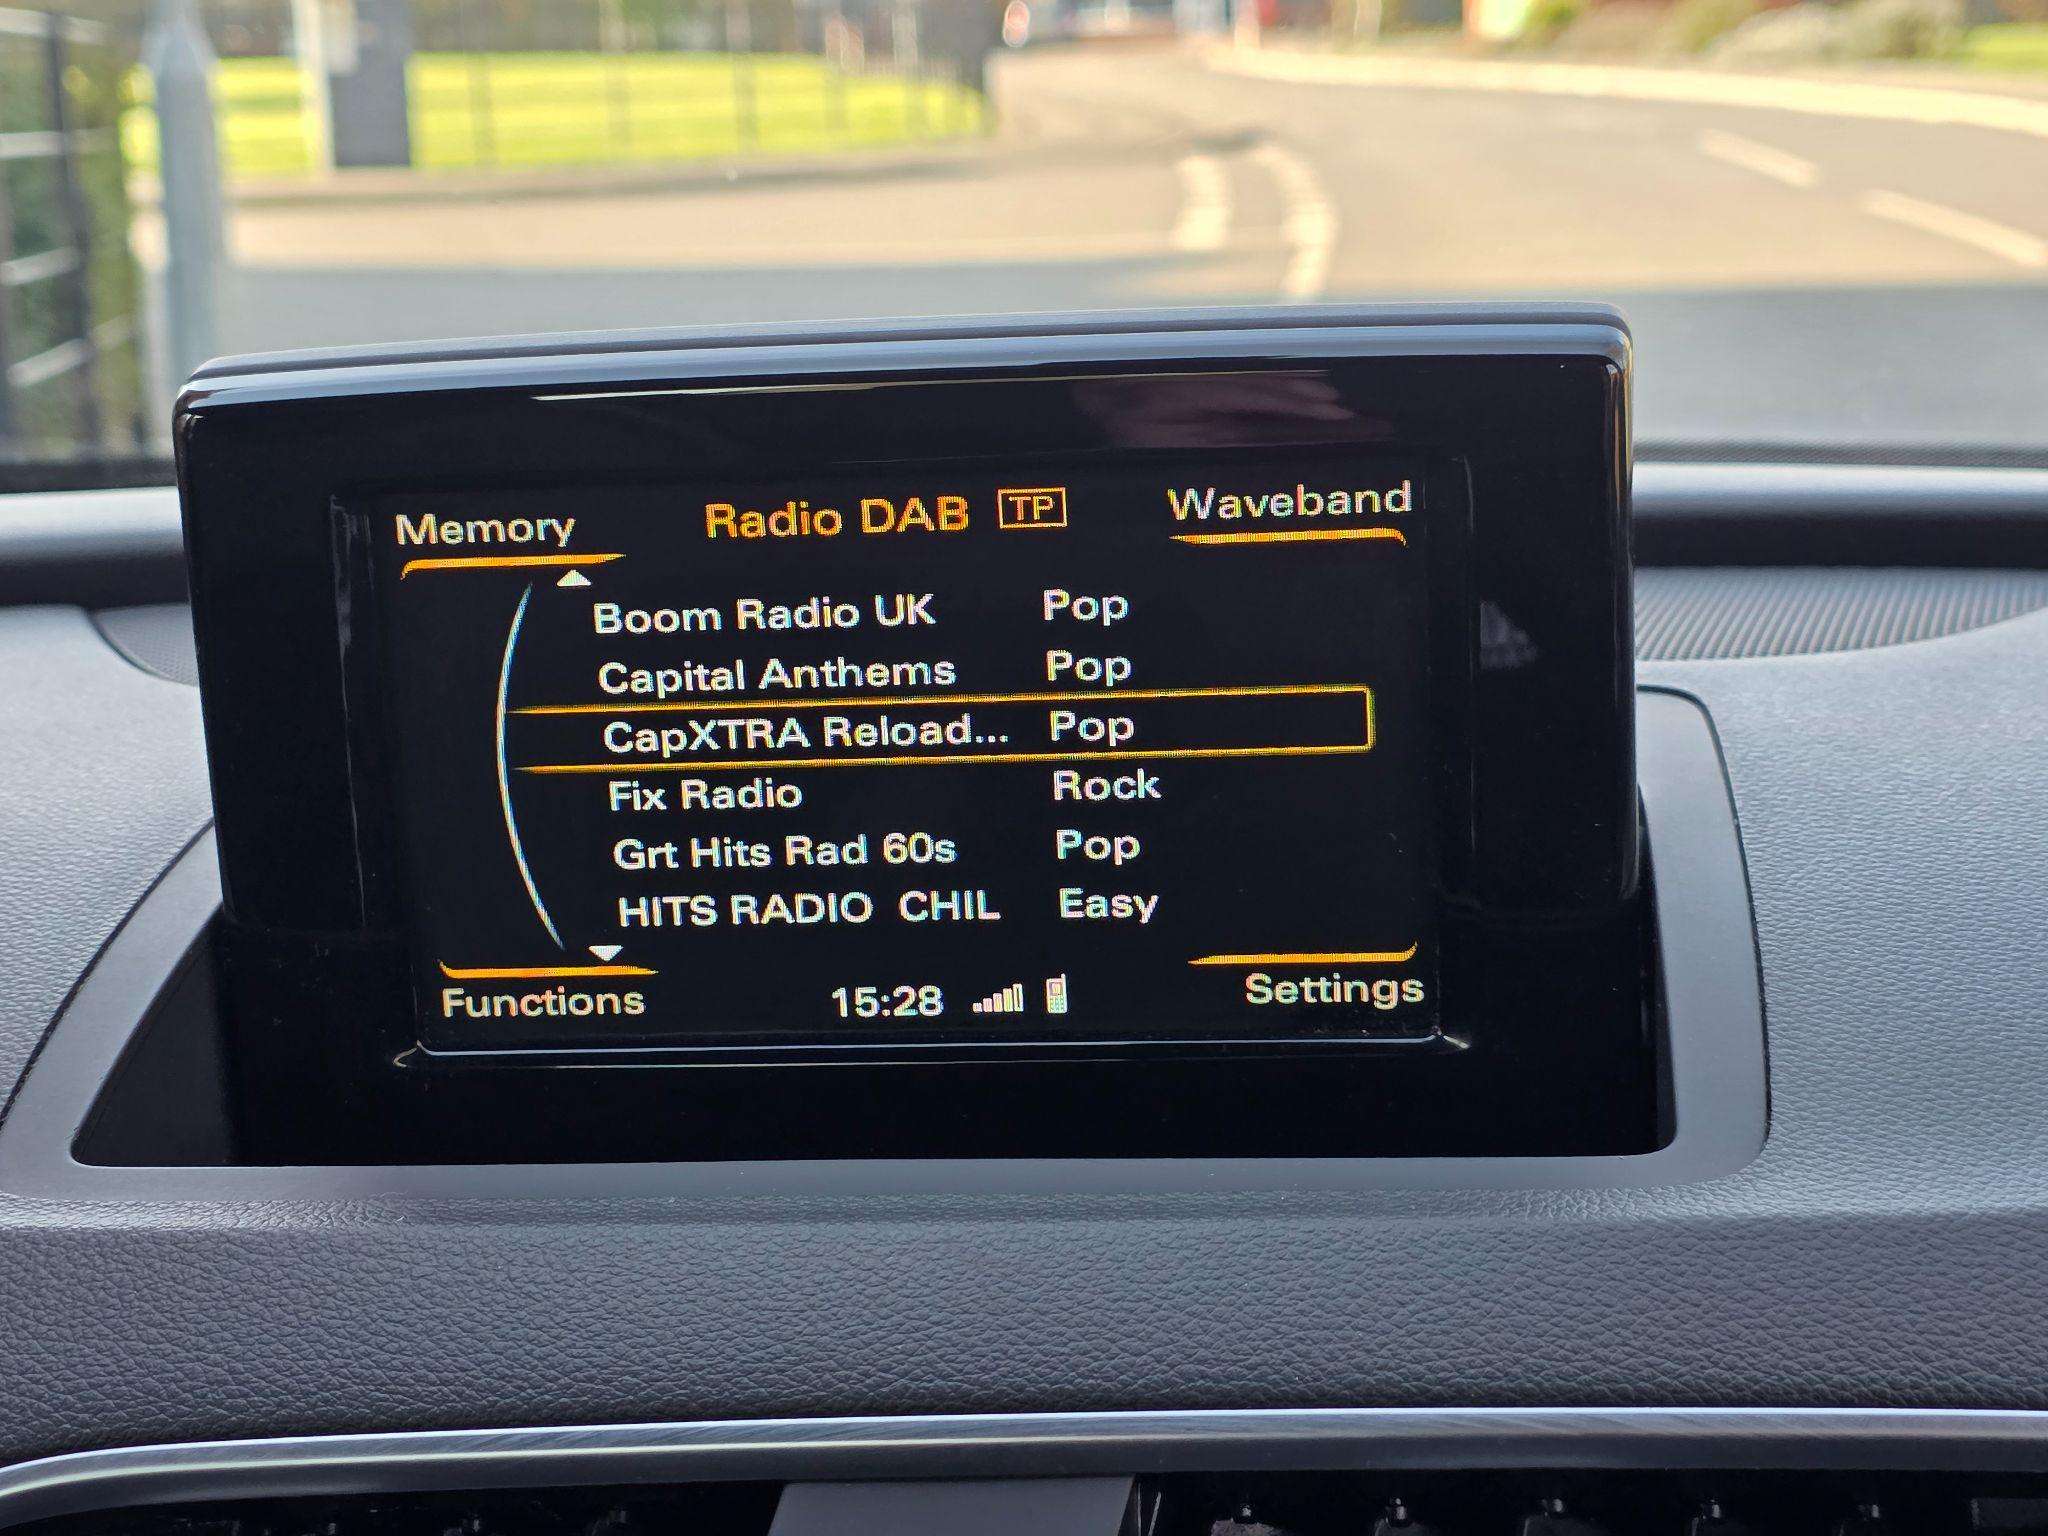 Memory Radio DAB TP Waveband
Boom Radio UK Pop
Capital Anthems Pop
CapXTRA Reload... Pop
Fix Radio Rock
Grt Hits Rad 60s Pop
HITS RADIO CHIL Easy
Functions 15:28 Settings